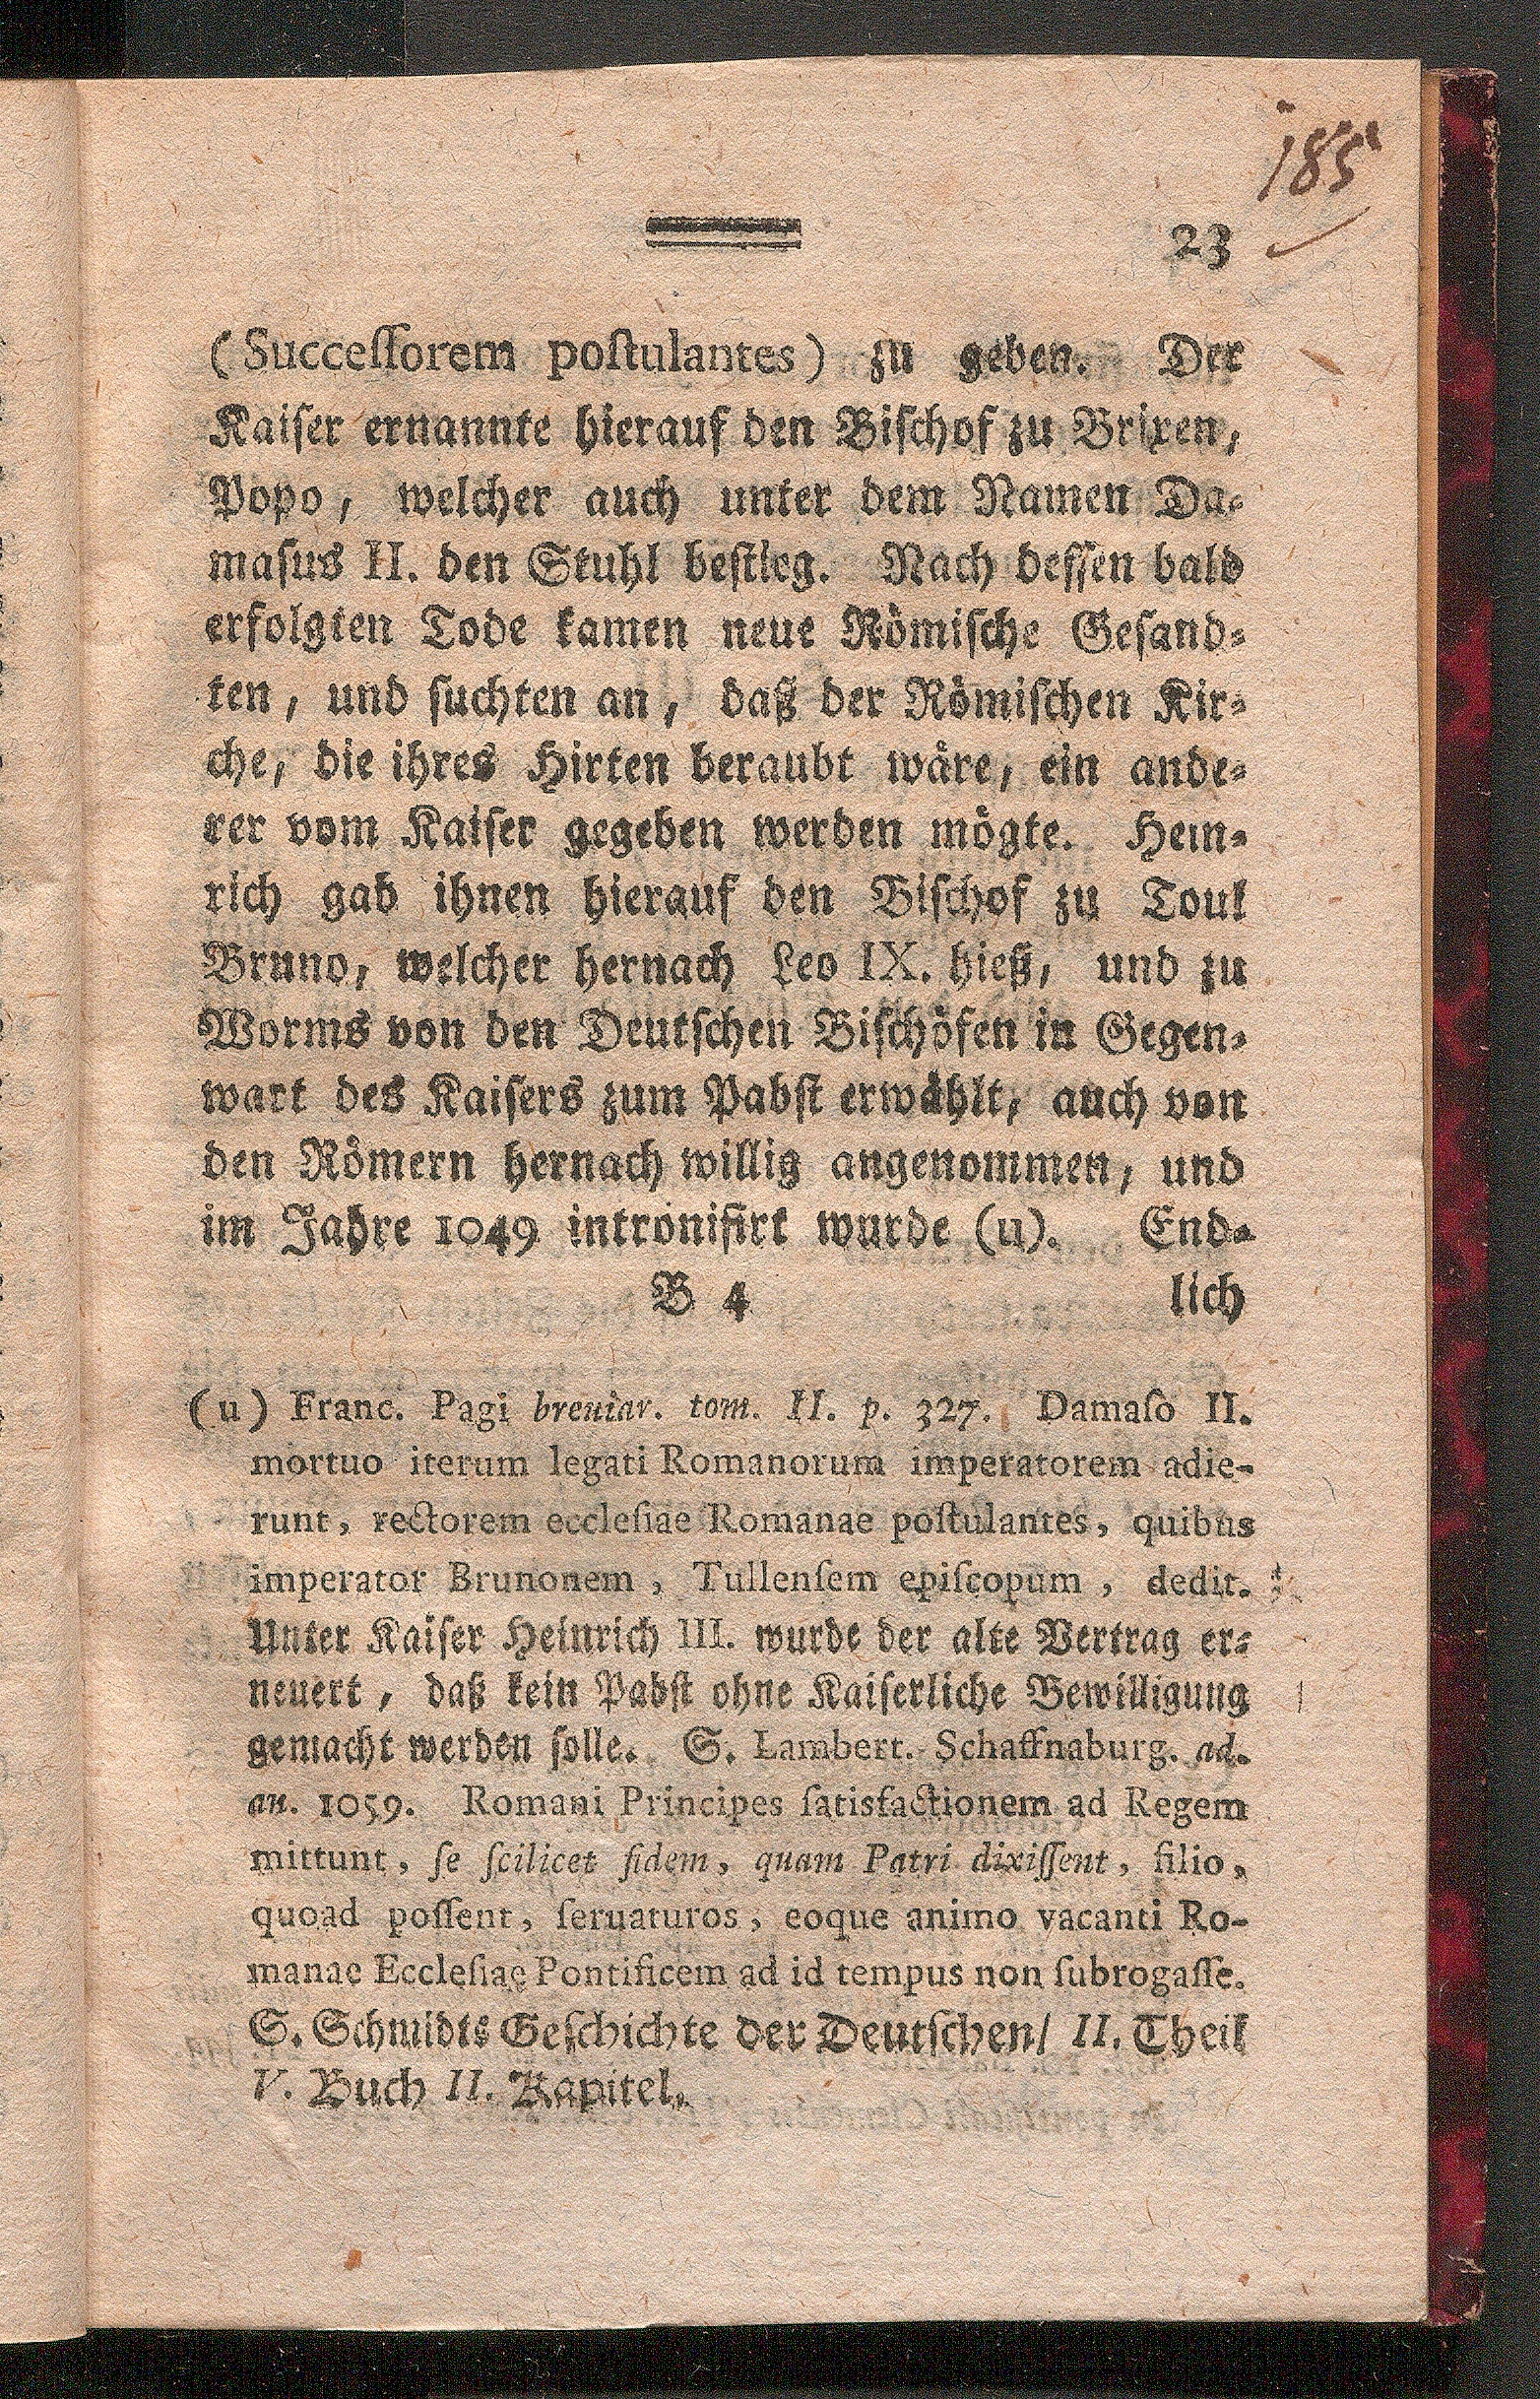 185
23
(Succeſſorem poſtulantes) zu geben. Der
Kaiſer ernannte hierauf den Biſchof zu Brixen,
Popo, welcher auch unter dem Namen Da⸗
maſus II. den Stuhl beſtieg. Nach deſſen bald
erfolgten Tode kamen neue Römiſche Geſand⸗
ten, und ſuchten an, daß der Römiſchen Kir⸗
che, die ihres Hirten beraubt wäre, ein ande⸗
rer vom Kaiſer gegeben werden mögte. Hein⸗
rich gab ihnen hierauf den Biſchof zu Toul
Bruno, welcher hernach Leo IX. hieß, und zu
Worms von den Deutſchen Biſchöfen in Gegen⸗
wart des Kaiſers zum Pabſt erwählt, auch von
den Römern hernach willig angenommen, und
im Jahre 1049 introniſirt wurde (u). End⸗
B 4 lich
(u) Franc. Pagi breuiar. tom. II. p. 327. Damaſo II.
mortuo iterum legati Romanorum imperatorem adie-
runt, rectorem eccleſiae Romanae poſtulantes, quibus
imperator Brunonem, Tullenſem epiſcopum, dedit.
Unter Kaiſer Heinrich III. wurde der alte Vertrag er⸗
neuert, daß kein Pabſt ohne Kaiſerliche Bewilligung
gemacht werden ſolle. S. Lambert. Schaffnaburg. ad.
an. 1059. Romani Principes ſatisfactionem ad Regem
mittunt, ſe ſcilicet fidem, quam Patri dixiſſent, filio,
quoad poſſent, ſeruaturos, eoque animo vacanti Ro-
manae Eccleſiae Pontificem ad id tempus non ſubrogaſſe.
S. Schmidts Geſchichte der Deutſchen/ II. Theil
V. Buch II. Kapitel.